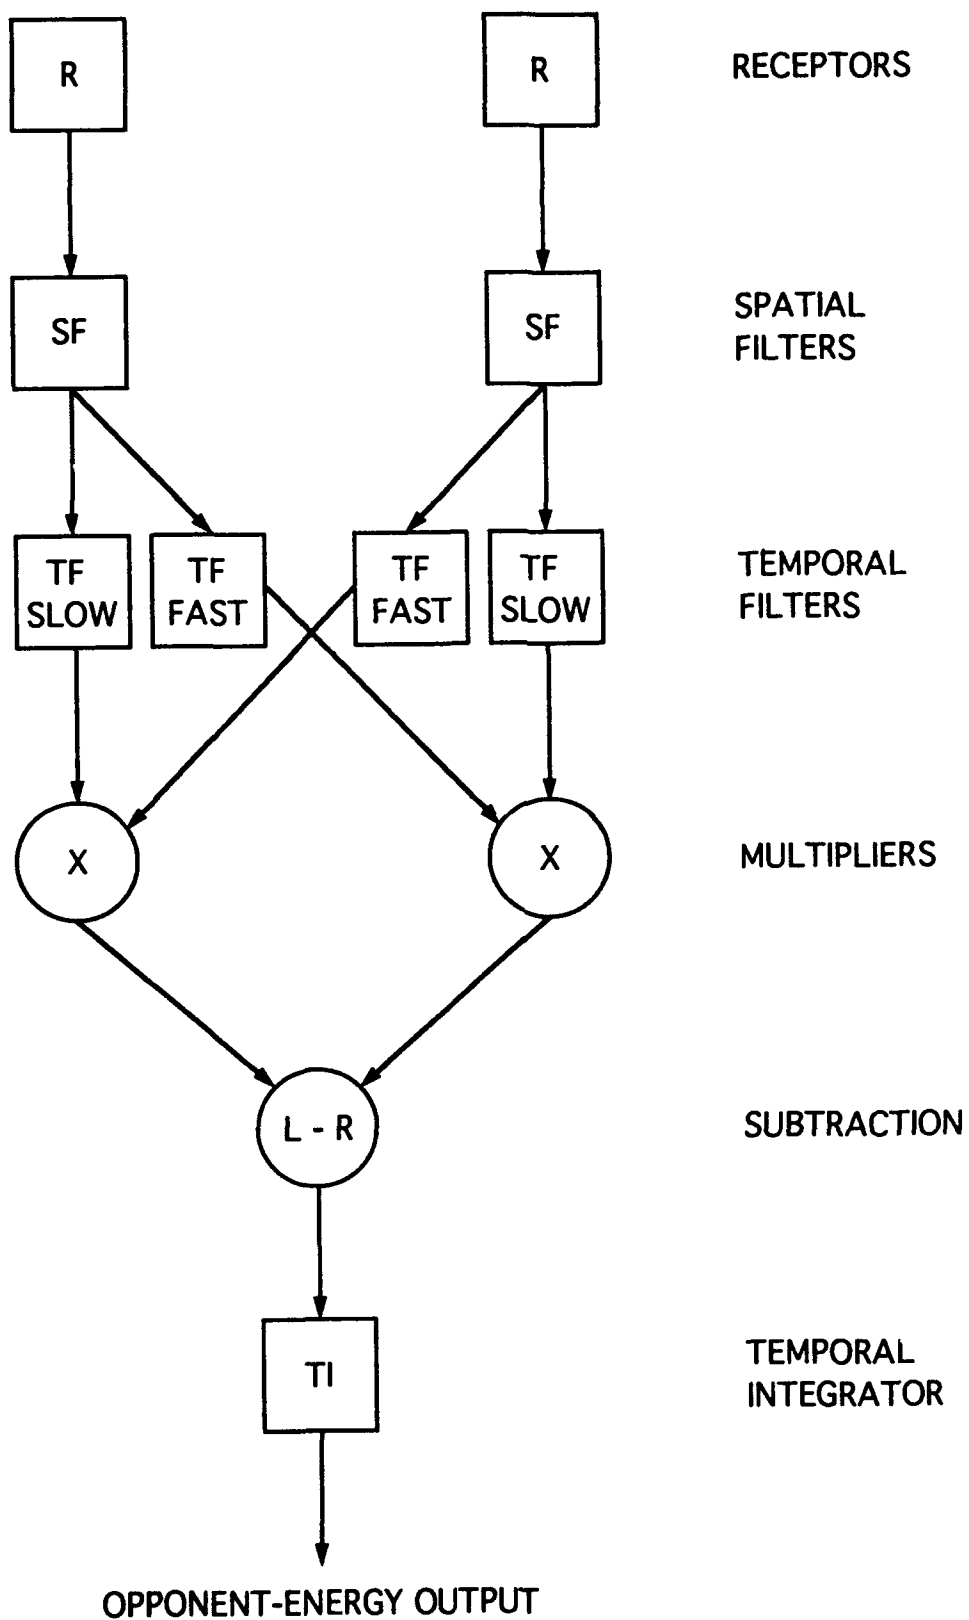 R
R
RECEPTORS
SF
SF
SPATIAL
FILTERS
TF
SLOW
TF
FAST
TF
FAST
TF
SLOW
TEMPORAL
FILTERS
X
X
MULTIPLIERS
L - R
SUBTRACTION
TI
TEMPORAL
INTEGRATOR
OPPONENT-ENERGY OUTPUT